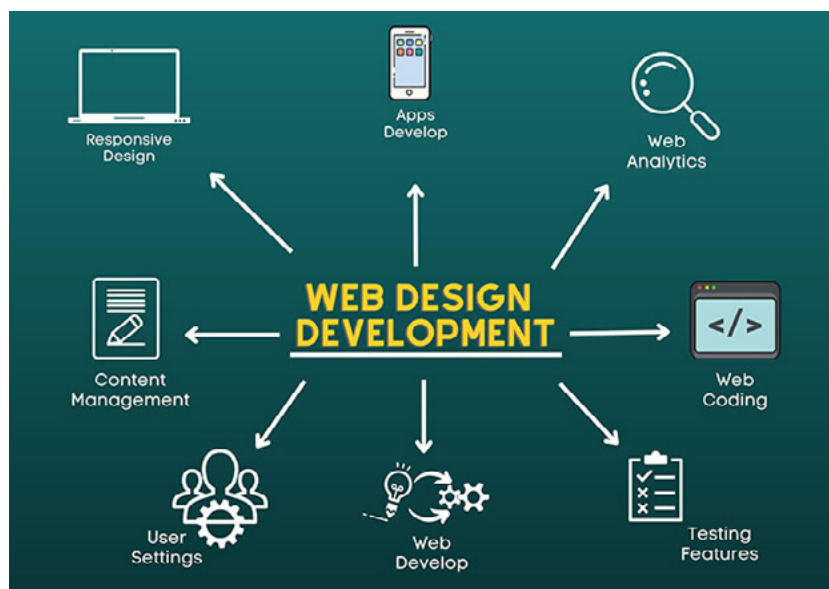 Responsive
Design
Apps
Develop
Web
Analytics
WEB DESIGN
DEVELOPMENT
</>
Content
Management
Web
Coding
User
Settings
Web
Develop
Testing
Features